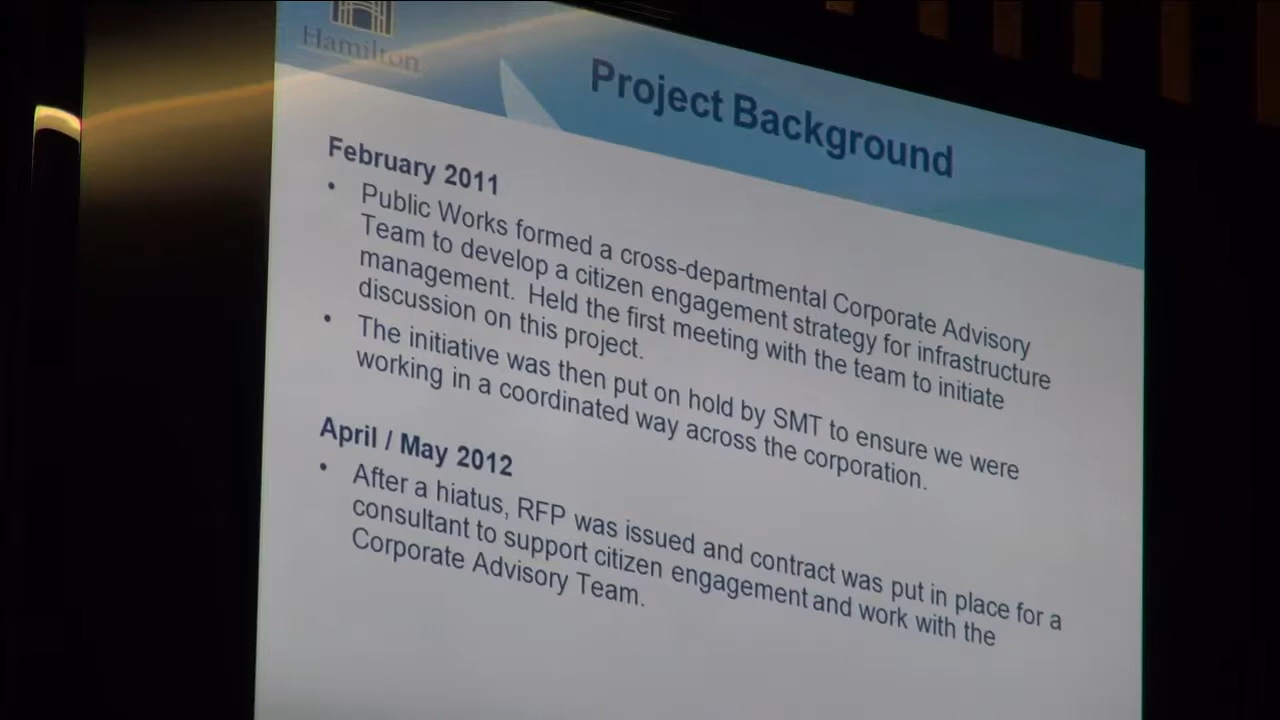 Hamilton
Project Background
February 2011
• Public Works formed a cross-departmental Corporate Advisory
Team to develop a citizen engagement strategy for infrastructure
management. Held the first meeting with the team to initiate
discussion on this project.
• The initiative was then put on hold by SMT to ensure we were
working in a coordinated way across the corporation.
April / May 2012
• After a hiatus, RFP was issued and contract was put in place for a
consultant to support citizen engagement and work with the
Corporate Advisory Team.